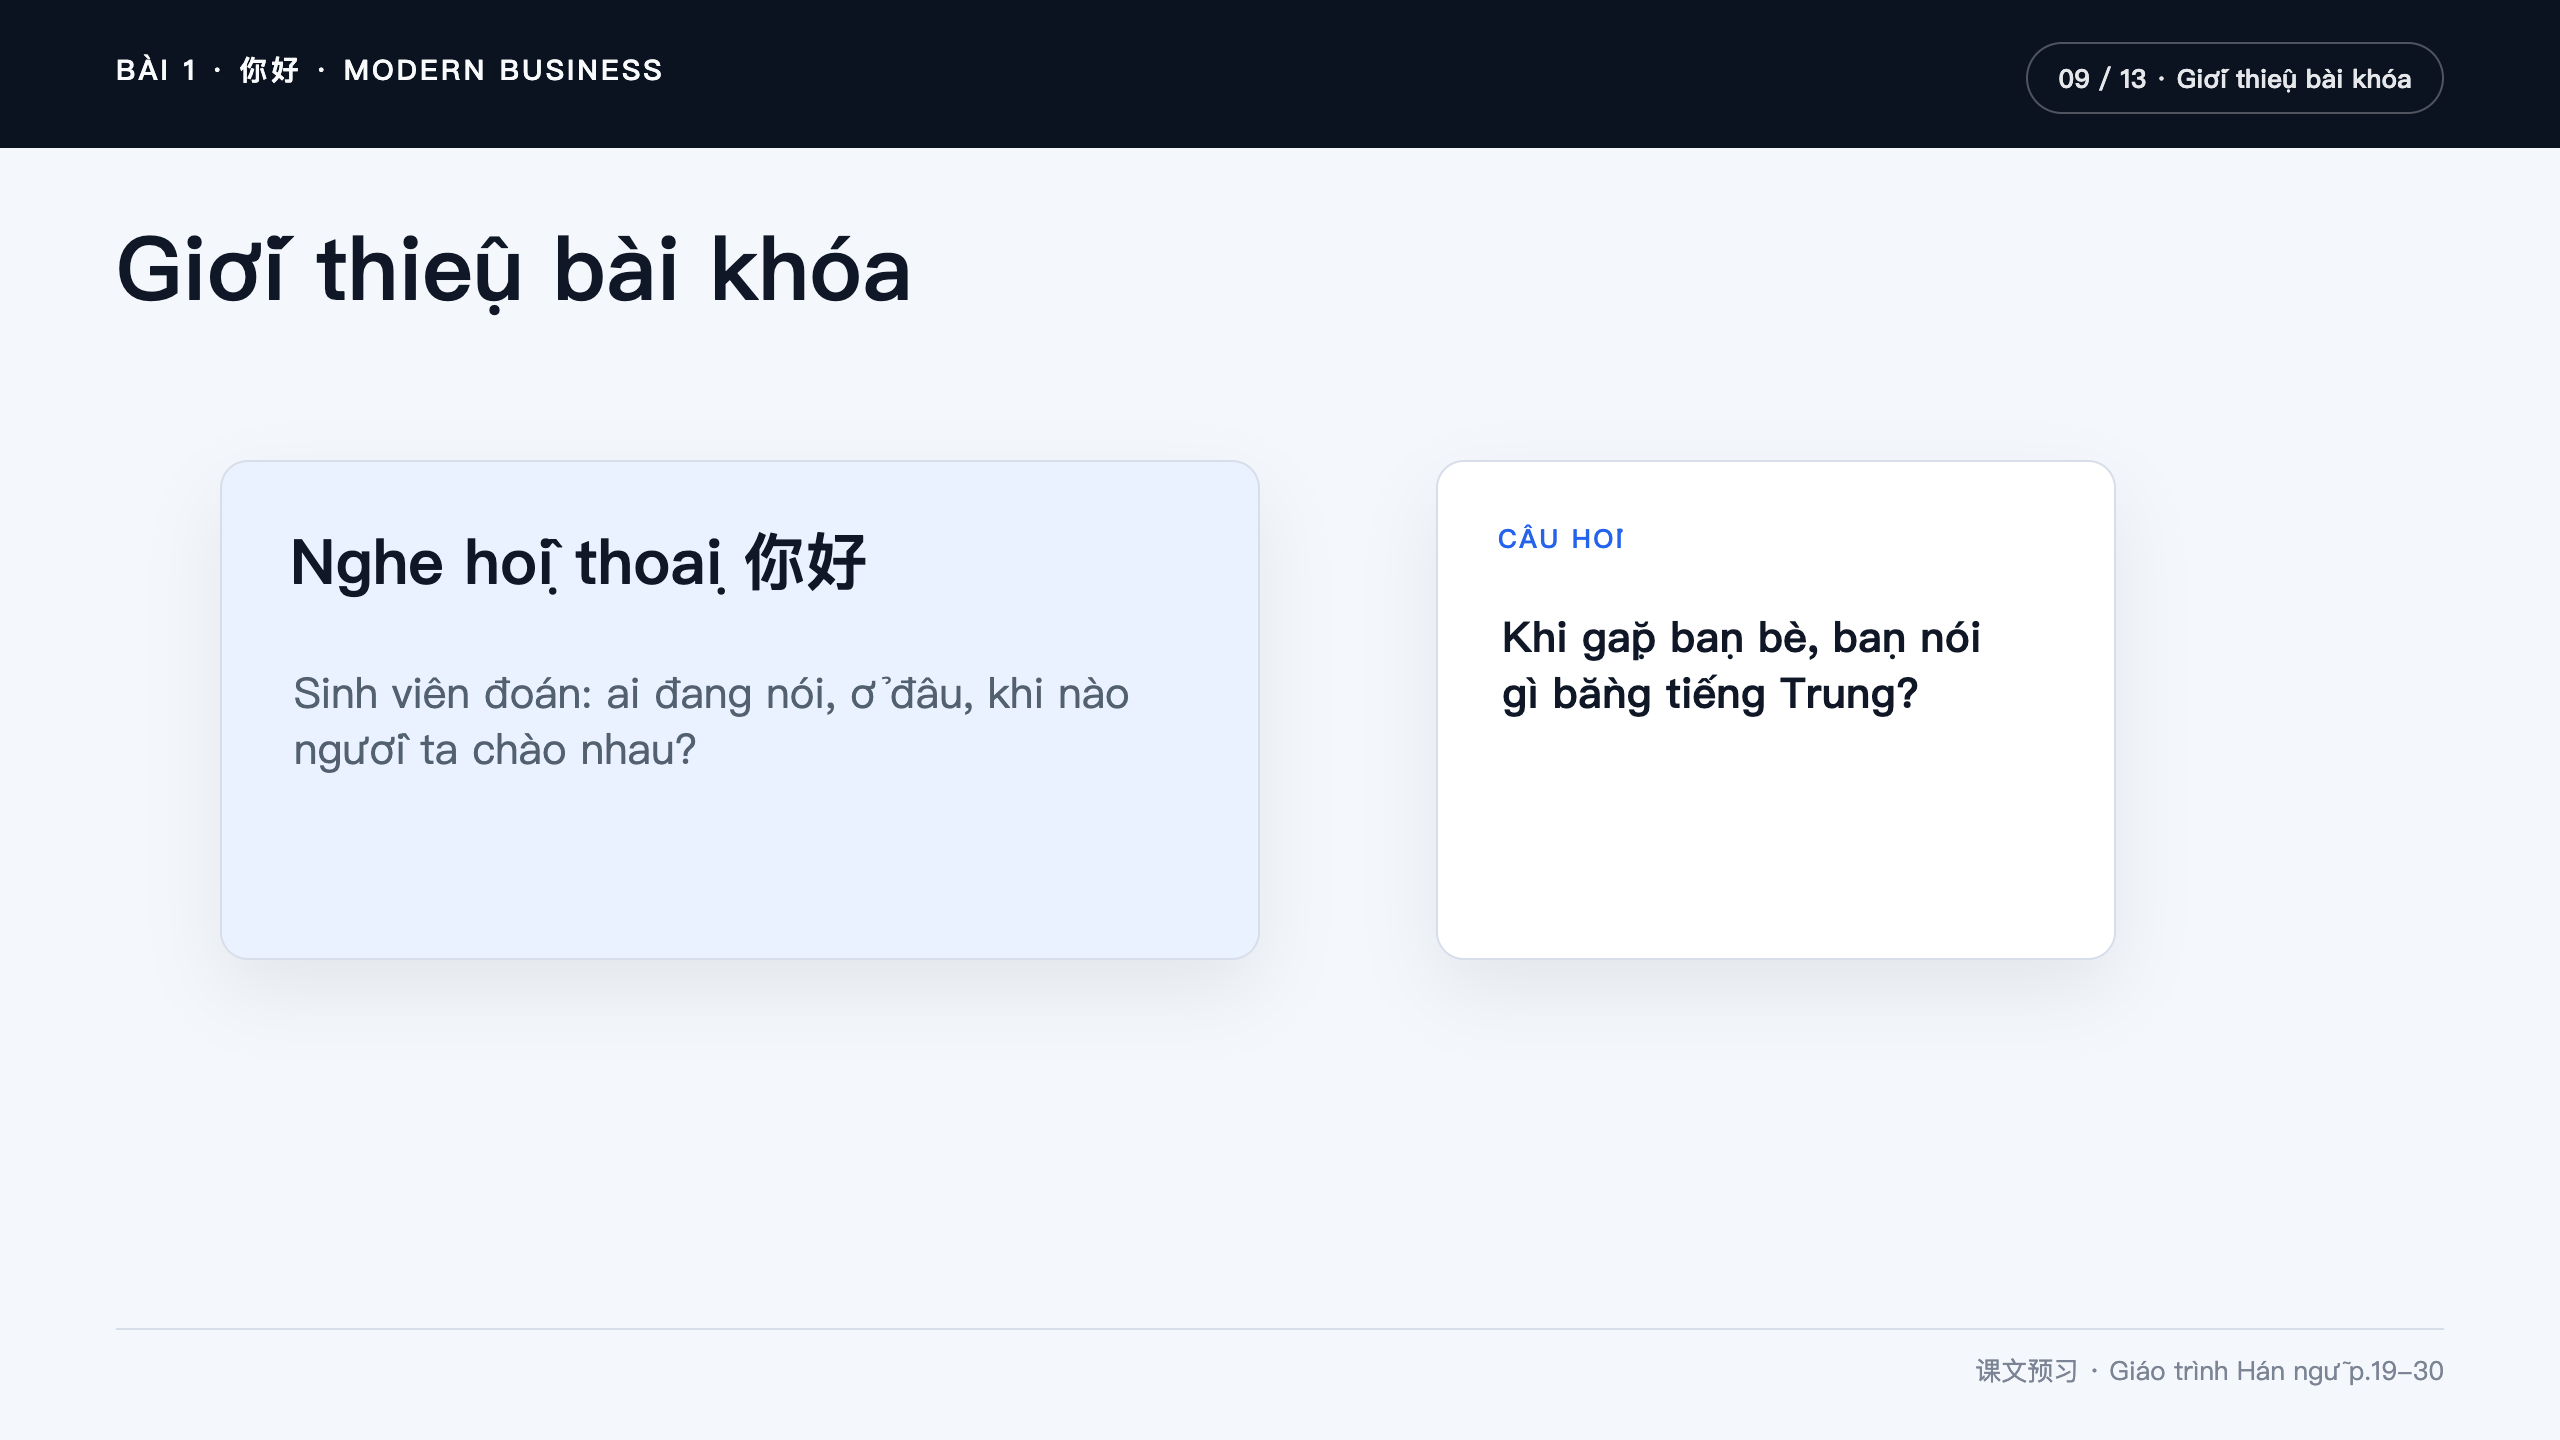 BÀI 1 · 你好 · MODERN BUSINESS
09 / 13 · Giới thiệu bài khóa
Giới thiệu bài khóa
Nghe hội thoại 你好
Sinh viên đoán: ai đang nói, ở đâu, khi nào
người ta chào nhau?
CÂU HỎI
Khi gặp bạn bè, bạn nói
gì bằng tiếng Trung?
课文预习 · Giáo trình Hán ngữ p.19–30